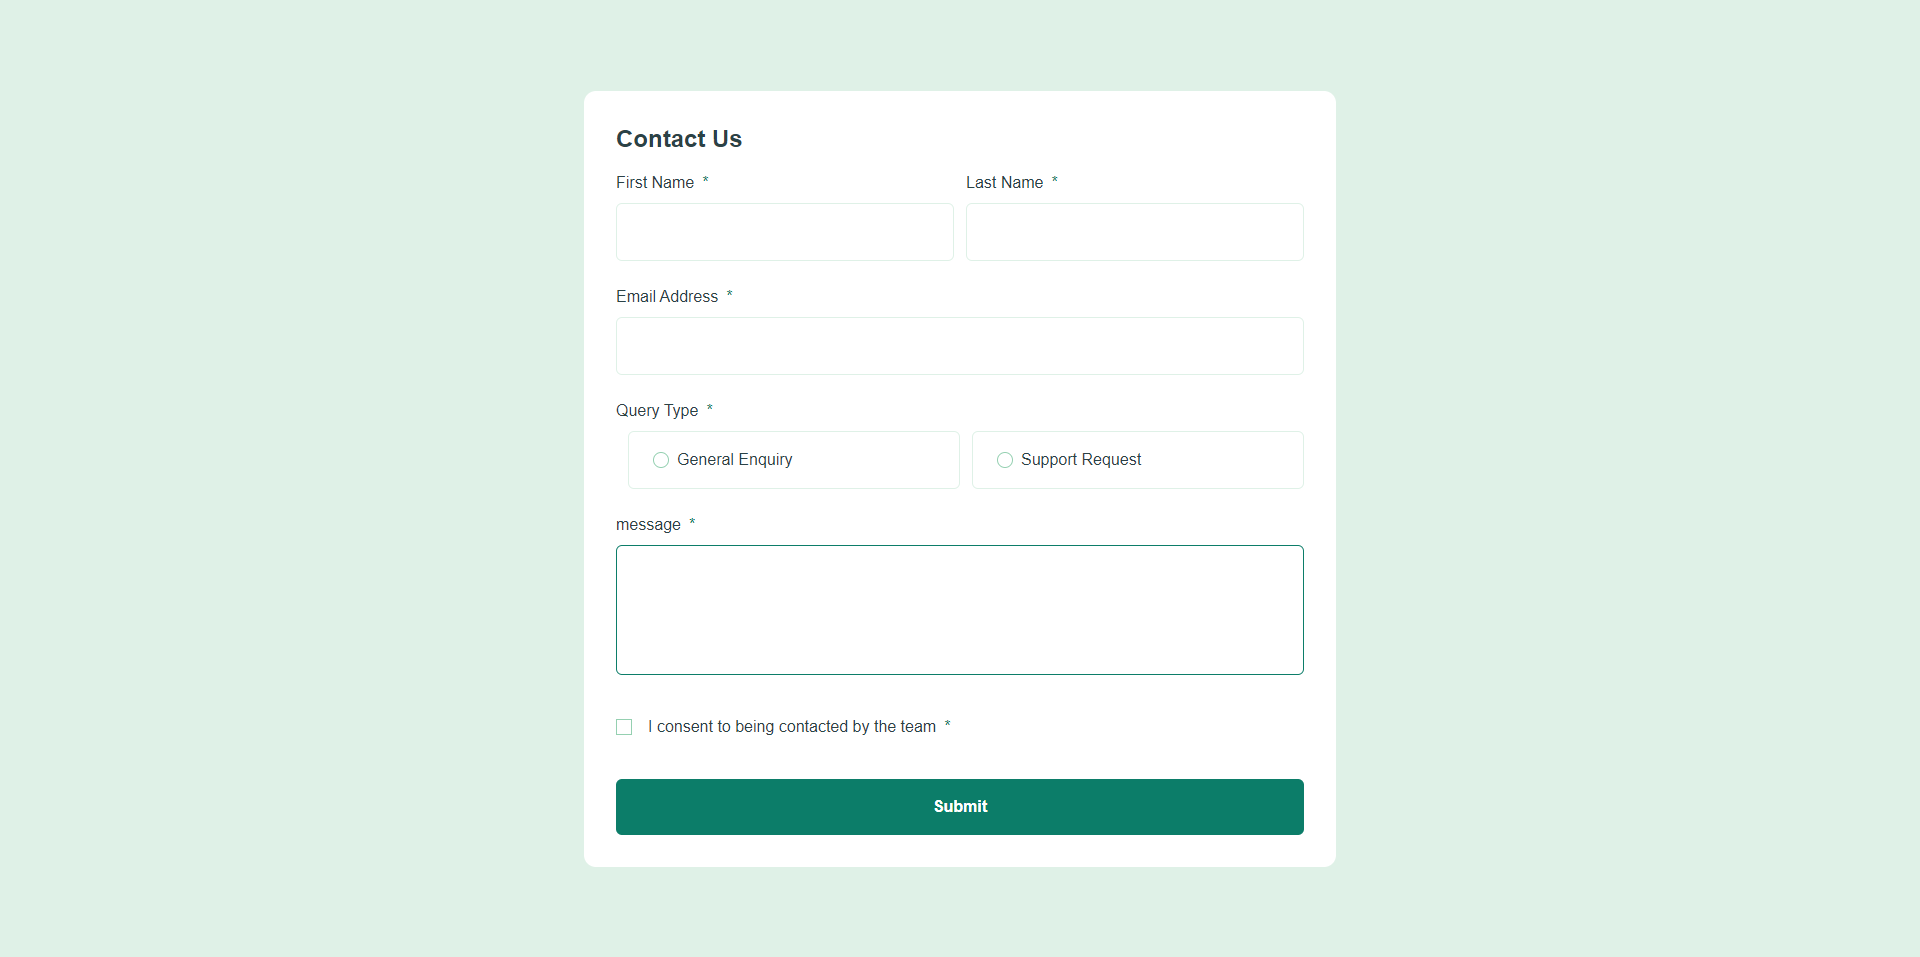 Contact Us
First Name *
Last Name *
Email Address *
Query Type *
General Enquiry
Support Request
message *
I consent to being contacted by the team *
Submit